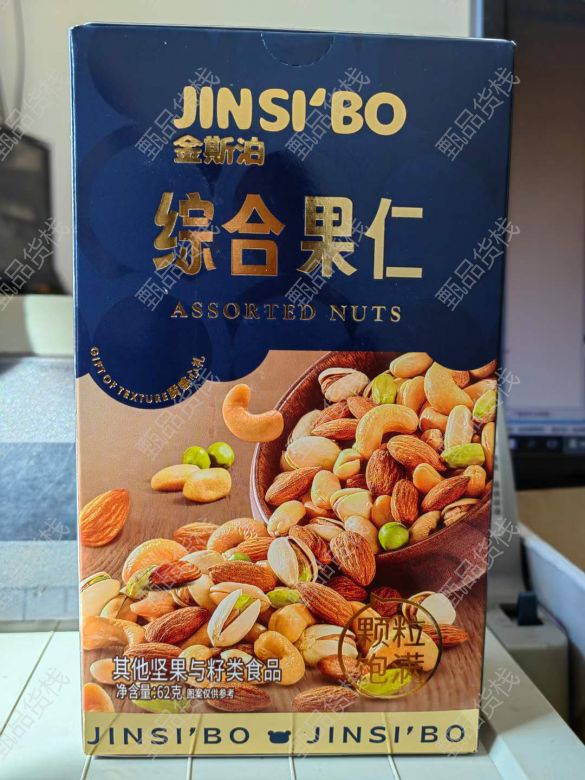 JINSI'BO
金斯泊
综合果仁
ASSORTED NUTS
GIFT OF TEXTURE
颗粒
饱满
其他坚果与籽类食品
净含量:62克 图案仅供参考
JINSI'BO JINSI'BO
甄品货栈